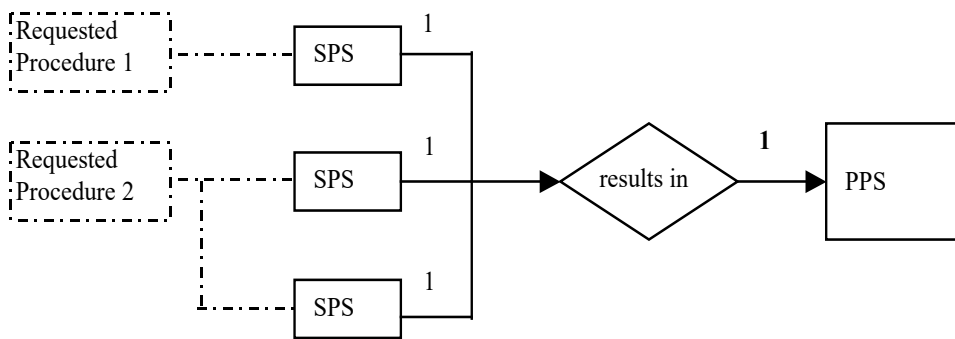 Requested
Procedure 1
SPS
1
Requested
Procedure 2
SPS
1
SPS
1
results in
1
PPS